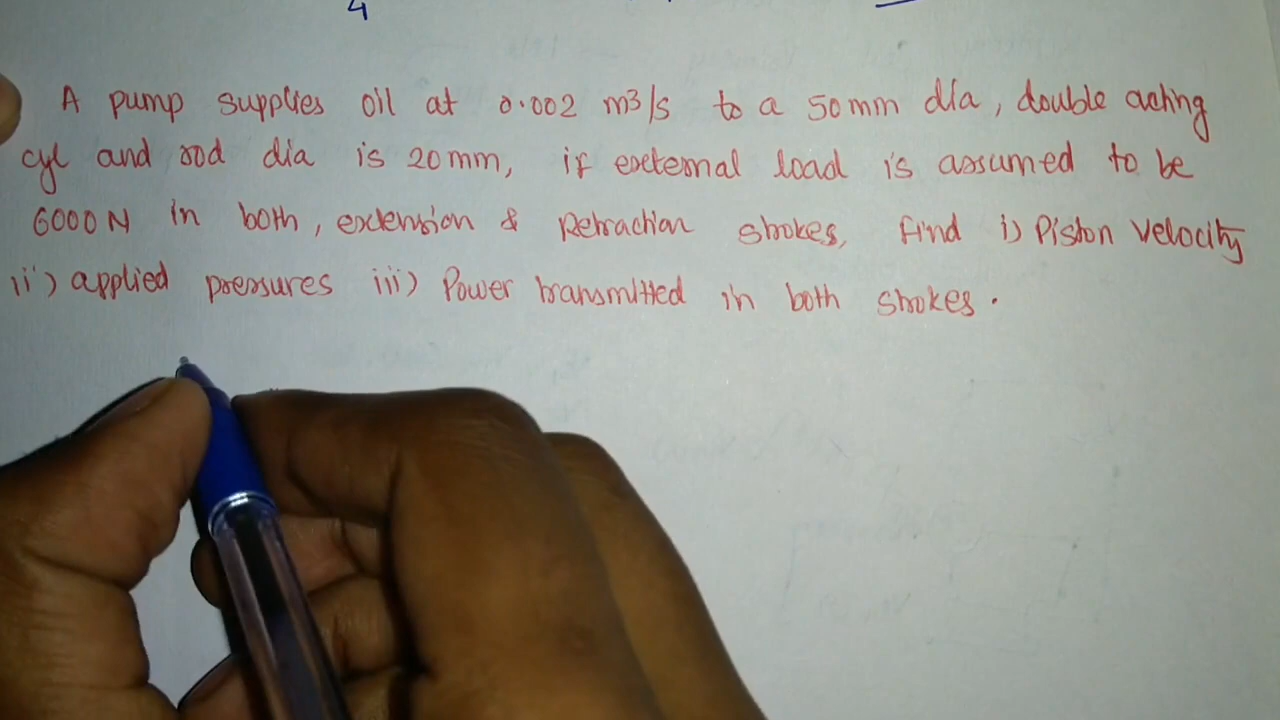 4
A pump supplies oil at 0.002 m3/s to a 50mm dia, double acting
cyl and rod dia is 20mm, if external load is assumed to be
6000N in both, extension & Retraction strokes, find i) Piston Velocity
ii) applied pressures iii) Power transmitted in both strokes.